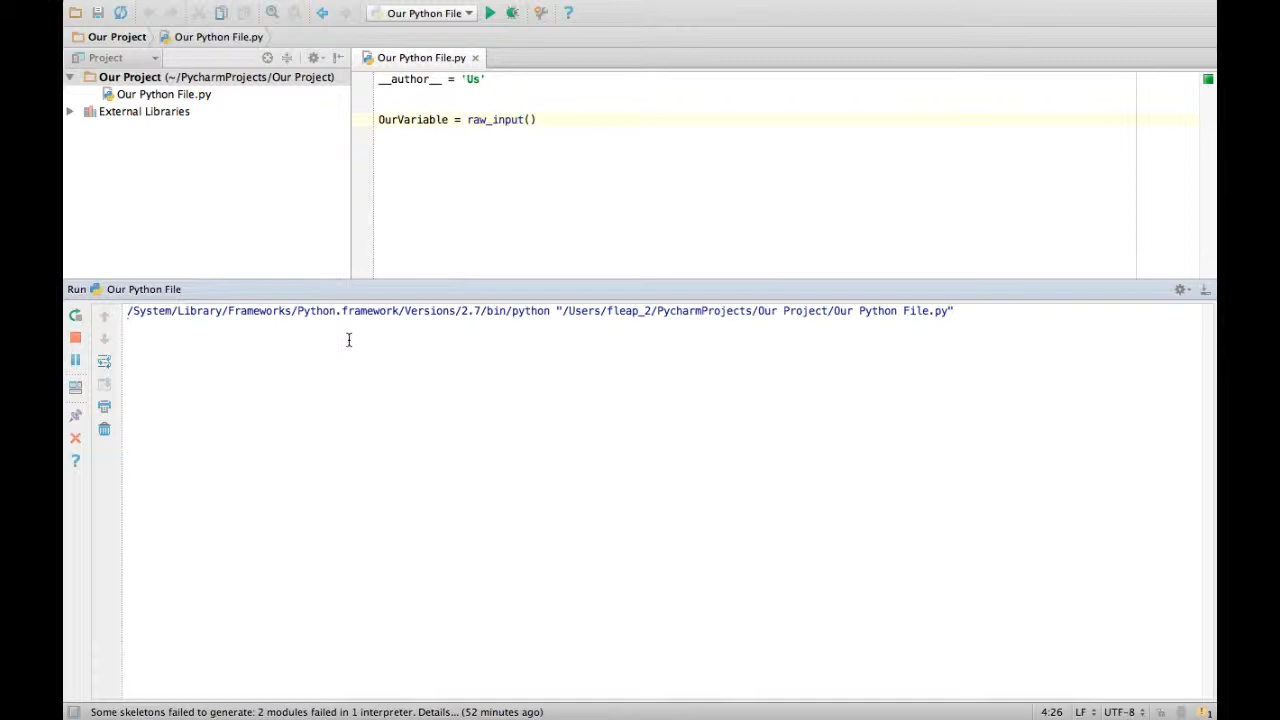 Our Python File
Our Project
Our Python File.py
Project
Our Python File.py
Our Project (~/PycharmProjects/Our Project)
Our Python File.py
External Libraries
__author__ = 'Us'
OurVariable = raw_input()
Run Our Python File
/System/Library/Frameworks/Python.framework/Versions/2.7/bin/python "/Users/fleap_2/PycharmProjects/Our Project/Our Python File.py"
Some skeletons failed to generate: 2 modules failed in 1 interpreter. Details... (52 minutes ago)
4:26 LF UTF-8 1